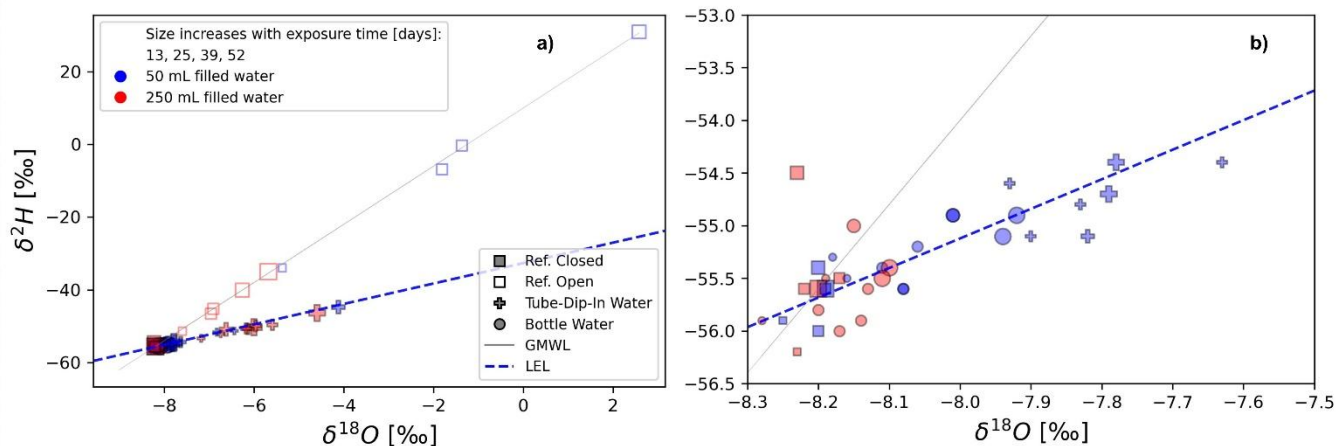 Size increases with exposure time [days]:
13, 25, 39, 52
50 mL filled water
250 mL filled water
a)
Ref. Closed
Ref. Open
Tube-Dip-In Water
Bottle Water
GMWL
LEL
20
0
−20
−40
−60
δ²H [‰]
−8 −6 −4 −2 0 2
δ¹⁸O [‰]
b)
−53.0
−53.5
−54.0
−54.5
−55.0
−55.5
−56.0
−56.5
−8.3 −8.2 −8.1 −8.0 −7.9 −7.8 −7.7 −7.6 −7.5
δ¹⁸O [‰]